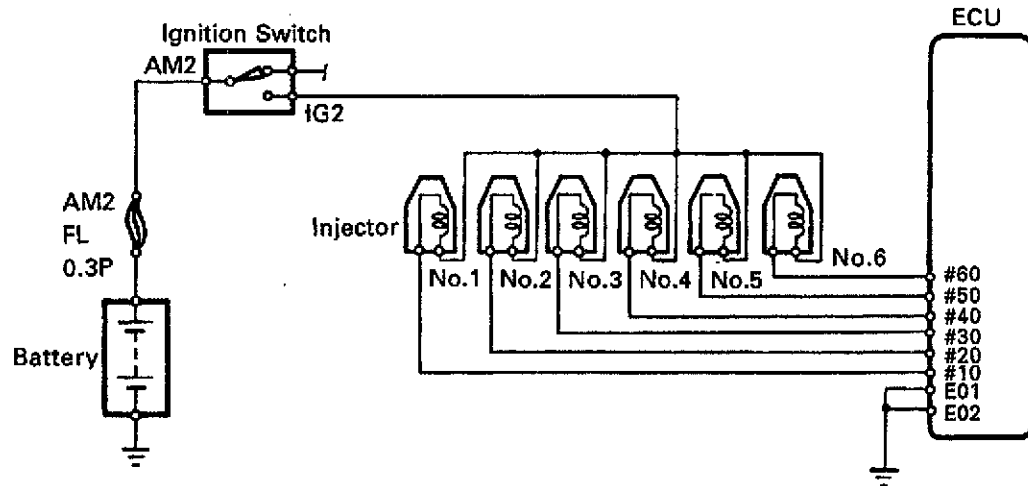 ECU
Ignition Switch
AM2
IG2
AM2
FL
0.3P
Injector
No.1
No.2
No.3
No.4
No.5
No.6
Battery
#60
#50
#40
#30
#20
#10
E01
E02